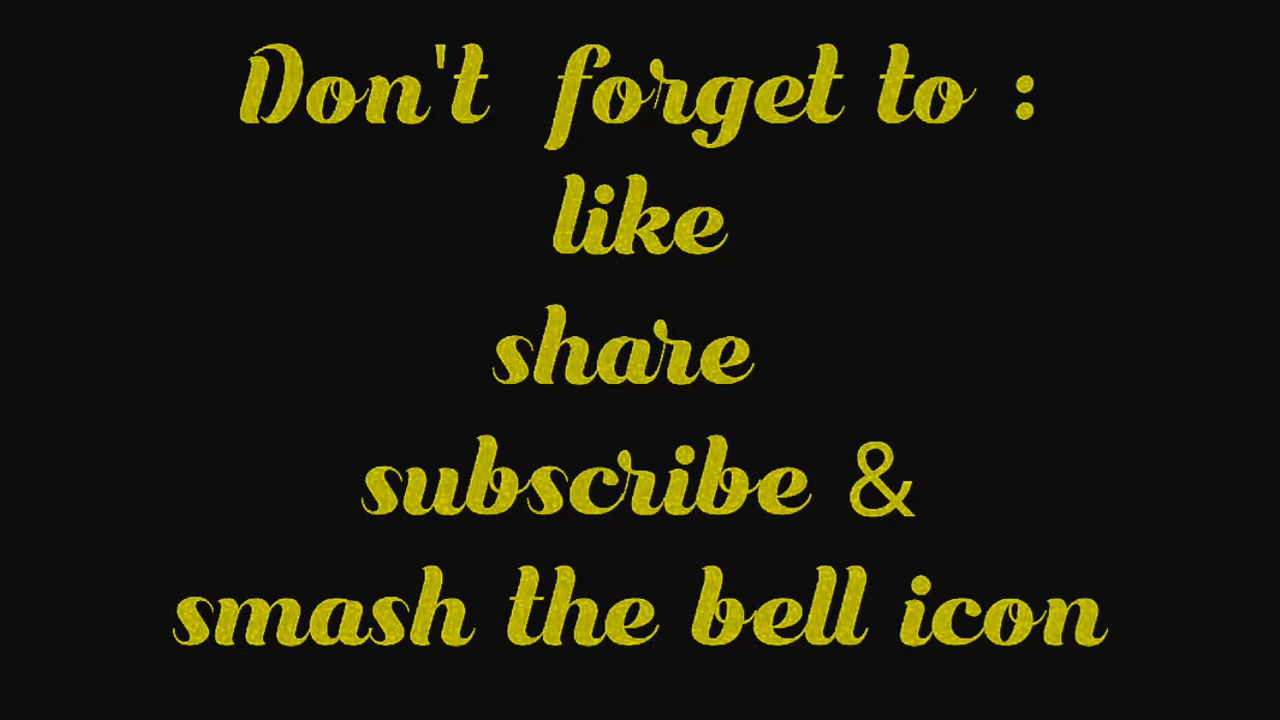 Don't forget to :
like
share
subscribe &
smash the bell icon